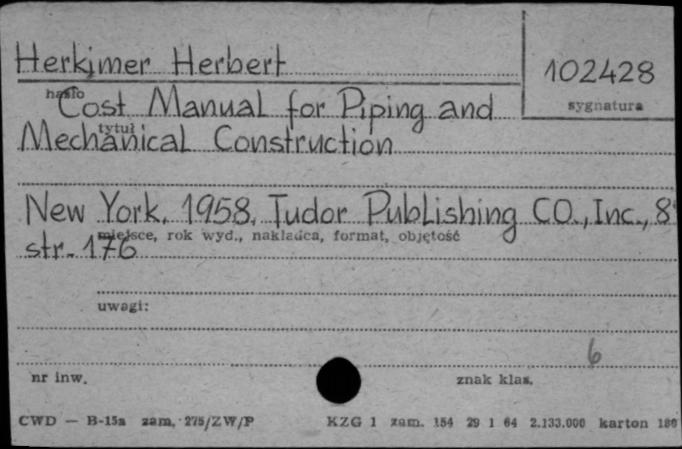 Herkimer Herbert
102428
hasło
sygnatura
Cost Manual for Piping and
tytuł
Mechanical Construction
New York, 1958, Tudor Publishing CO., Inc., 8°
miejsce, rok wyd., nakładca, format, objętość
str. 176
uwagi:
6
nr inw.
znak klas.
CWD — B-15a zam. 275/ZW/P KZG 1 zam. 154 29 1 64 2.133.000 karton 180